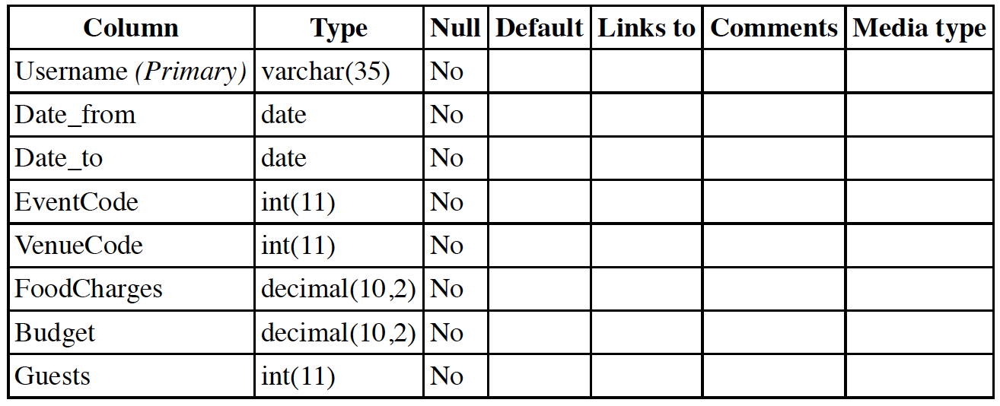 Column Type Null Default Links to Comments Media type
Username (Primary) varchar(35) No
Date_from date No
Date_to date No
EventCode int(11) No
VenueCode int(11) No
FoodCharges decimal(10,2) No
Budget decimal(10,2) No
Guests int(11) No